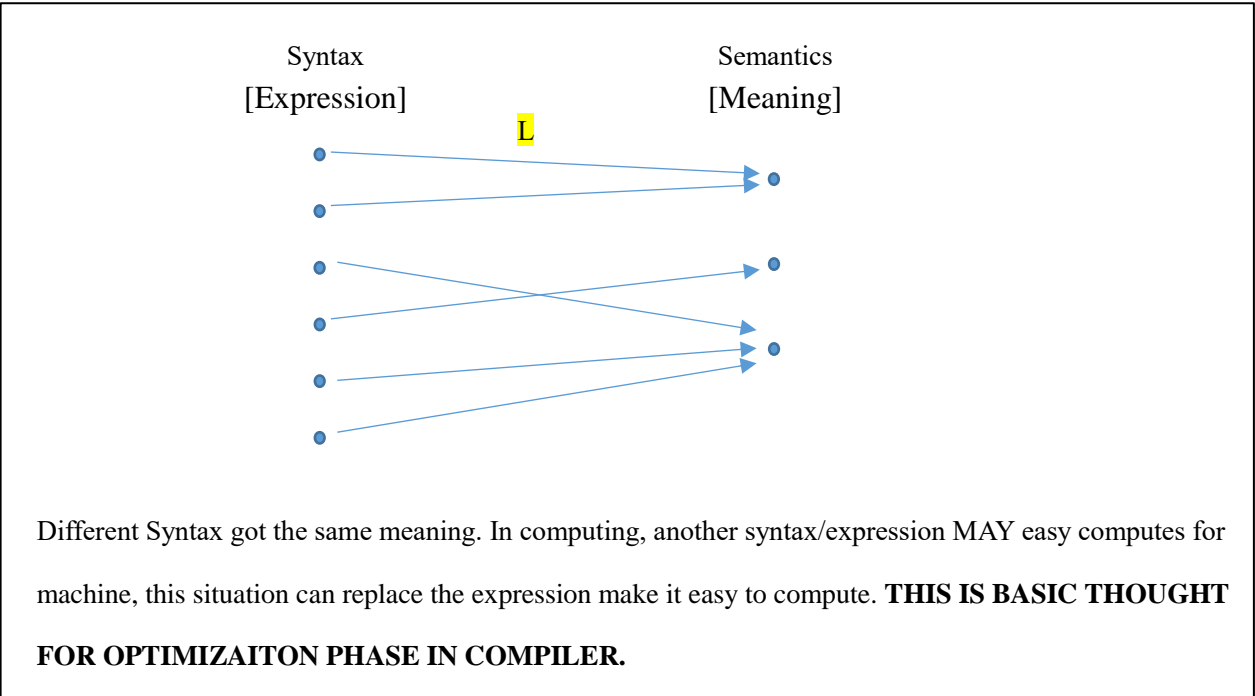 Syntax Semantics
[Expression] [Meaning]
L
Different Syntax got the same meaning. In computing, another syntax/expression MAY easy computes for
machine, this situation can replace the expression make it easy to compute. THIS IS BASIC THOUGHT
FOR OPTIMIZAITON PHASE IN COMPILER.